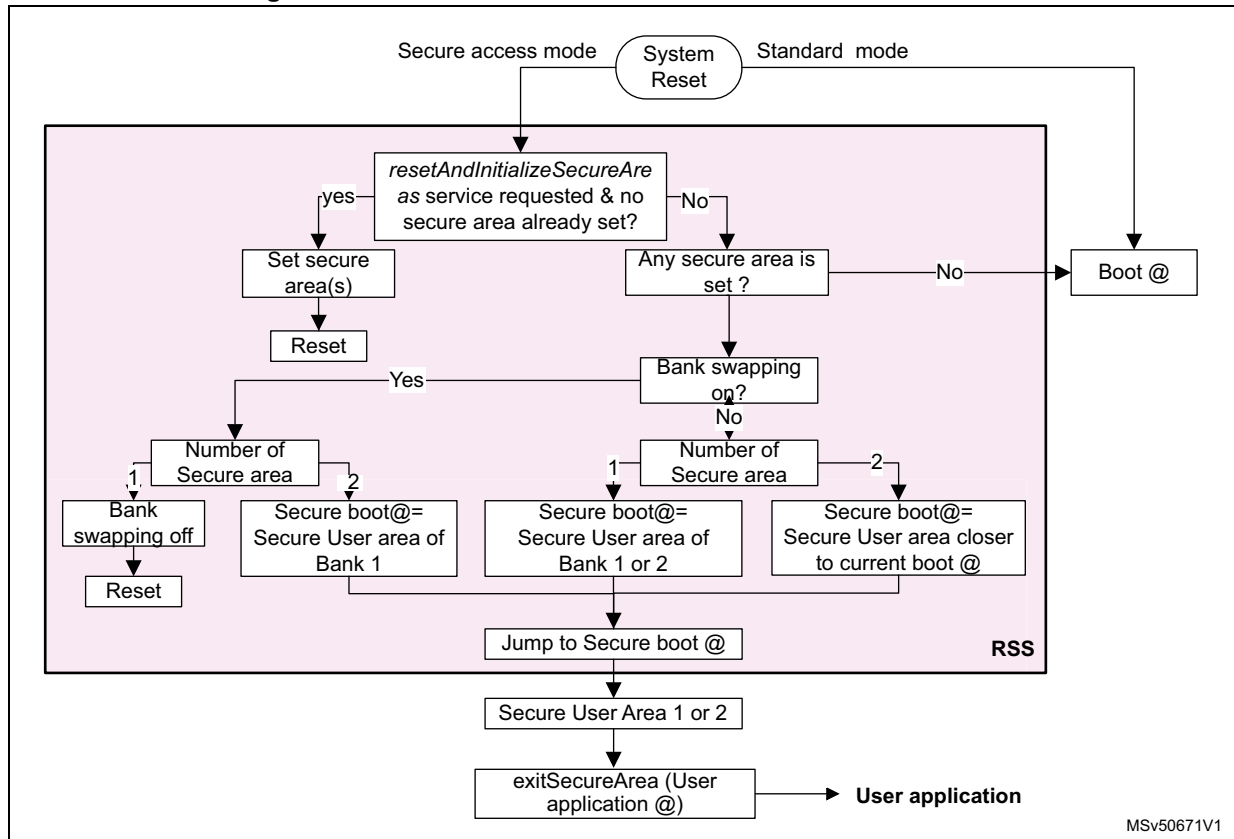 Secure access mode
System
Reset
Standard mode
resetAndInitializeSecureAre
as service requested & no
secure area already set?
yes
No
Set secure
area(s)
Any secure area is
set ?
No
Boot @
Reset
Bank swapping
on?
Yes
No
Number of
Secure area
Number of
Secure area
1
2
1
2
Bank
swapping off
Secure boot@=
Secure User area of
Bank 1
Secure boot@=
Secure User area of
Bank 1 or 2
Secure boot@=
Secure User area closer
to current boot @
Reset
Jump to Secure boot @
RSS
Secure User Area 1 or 2
exitSecureArea (User
application @)
User application
MSv50671V1